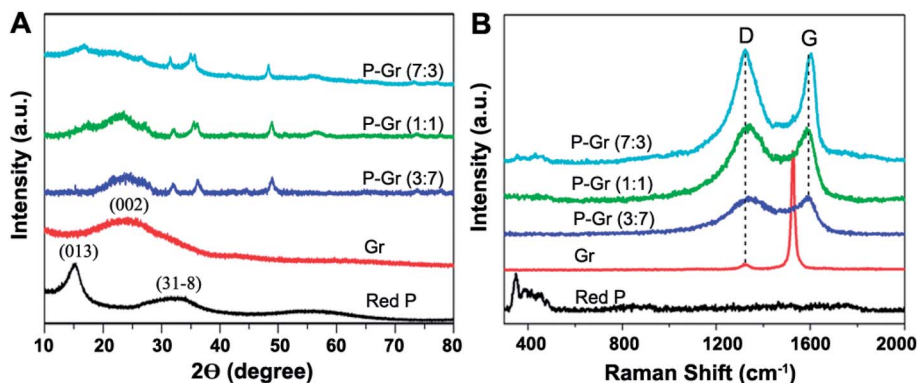 A
Intensity (a.u.)
P-Gr (7:3)
P-Gr (1:1)
P-Gr (3:7)
(002)
Gr
(013)
(31-8)
Red P
10 20 30 40 50 60 70 80
2Θ (degree)
B
Intensity (a.u.)
D G
P-Gr (7:3)
P-Gr (1:1)
P-Gr (3:7)
Gr
Red P
400 800 1200 1600 2000
Raman Shift (cm⁻¹)